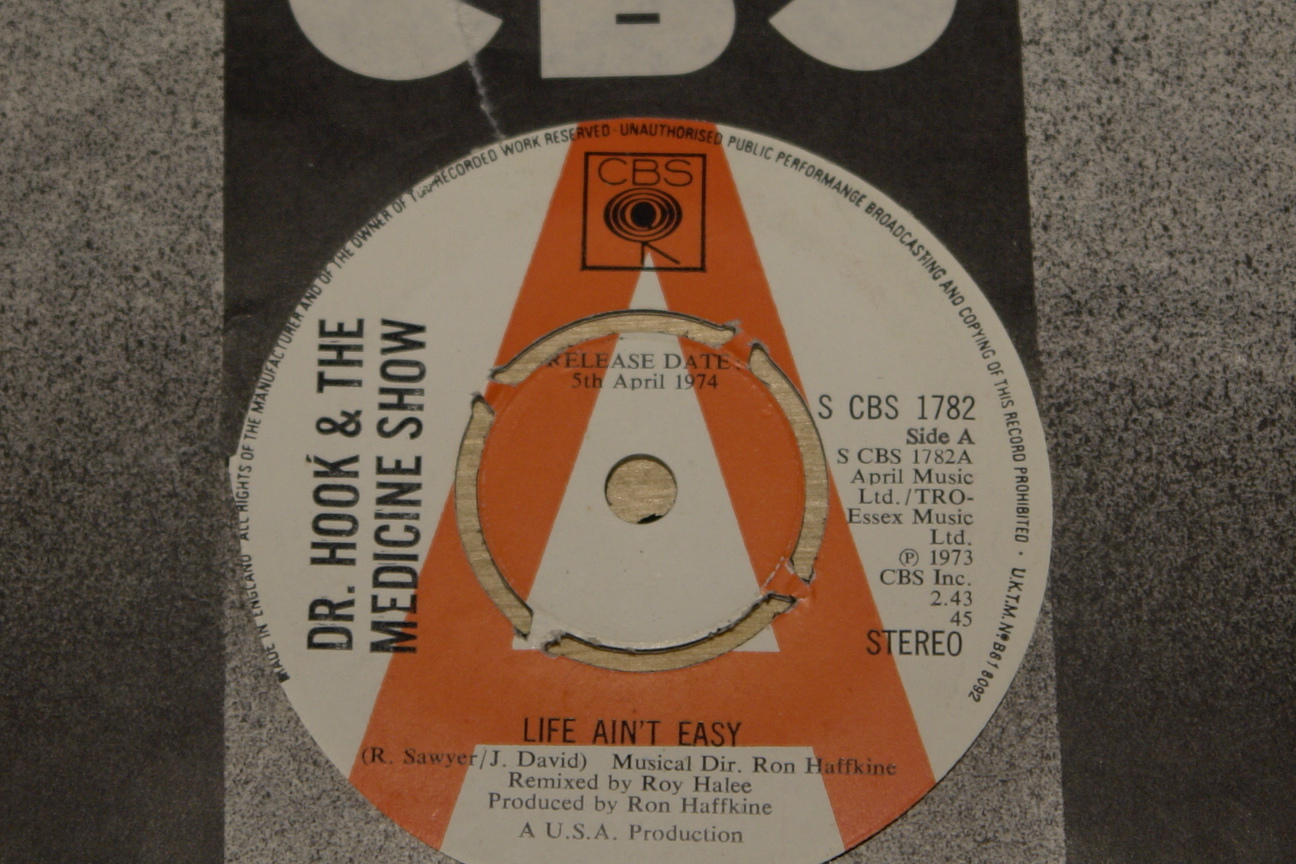 CBS
MADE IN ENGLAND ALL RIGHTS OF THE MANUFACTURER AND OF THE OWNER OF RECORDED WORK RESERVED · UNAUTHORISED PUBLIC PERFORMANCE BROADCASTING AND COPYING OF THIS RECORD PROHIBITED · U.K.T.M. Nº B618092
CBS
DR. HOOK & THE
MEDICINE SHOW
RELEASE DATE:
5th April 1974
A
S CBS 1782
Side A
S CBS 1782A
April Music
Ltd./TRO-
Essex Music
Ltd.
℗ 1973
CBS Inc.
2.43
45
STEREO
LIFE AIN'T EASY
(R. Sawyer/J. David) Musical Dir. Ron Haffkine
Remixed by Roy Halee
Produced by Ron Haffkine
A U.S.A. Production